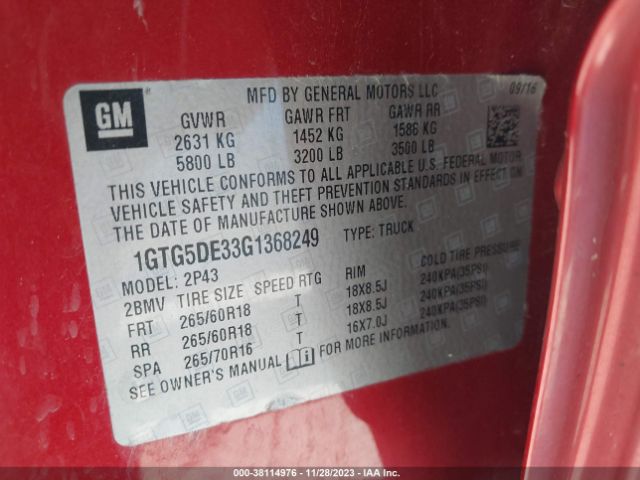 GM
MFD BY GENERAL MOTORS LLC 09/16
GVWR GAWR FRT GAWR RR
2631 KG 1452 KG 1586 KG
5800 LB 3200 LB 3500 LB
THIS VEHICLE CONFORMS TO ALL APPLICABLE U.S. FEDERAL MOTOR
VEHICLE SAFETY AND THEFT PREVENTION STANDARDS IN EFFECT ON
THE DATE OF MANUFACTURE SHOWN ABOVE.
1GTG5DE33G1368249 TYPE: TRUCK
MODEL: 2P43
2BMV TIRE SIZE SPEED RTG RIM COLD TIRE PRESSURE
FRT 265/60R18 T 18X8.5J 240KPA(35PSI)
RR 265/60R18 T 18X8.5J 240KPA(35PSI)
SPA 265/70R16 T 16X7.0J 240KPA(35PSI)
SEE OWNER'S MANUAL FOR MORE INFORMATION.
000-38114976 - 11/28/2023 - IAA Inc.